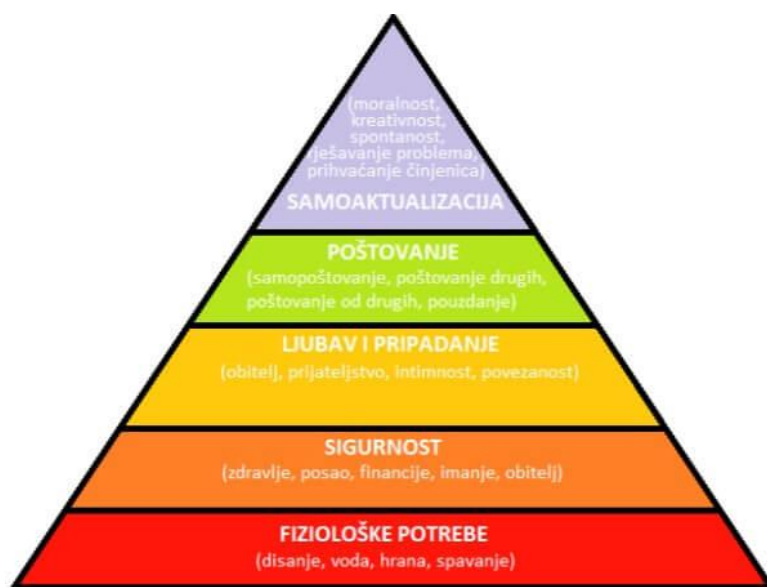 (moralnost,
kreativnost,
spontanost,
rješavanje problema,
prihvaćanje činjenica)
SAMOAKTUALIZACIJA
POŠTOVANJE
(samopoštovanje, poštovanje drugih,
poštovanje od drugih, pouzdanje)
LJUBAV I PRIPADANJE
(obitelj, prijateljstvo, intimnost, povezanost)
SIGURNOST
(zdravlje, posao, financije, imanje, obitelj)
FIZIOLOŠKE POTREBE
(disanje, voda, hrana, spavanje)